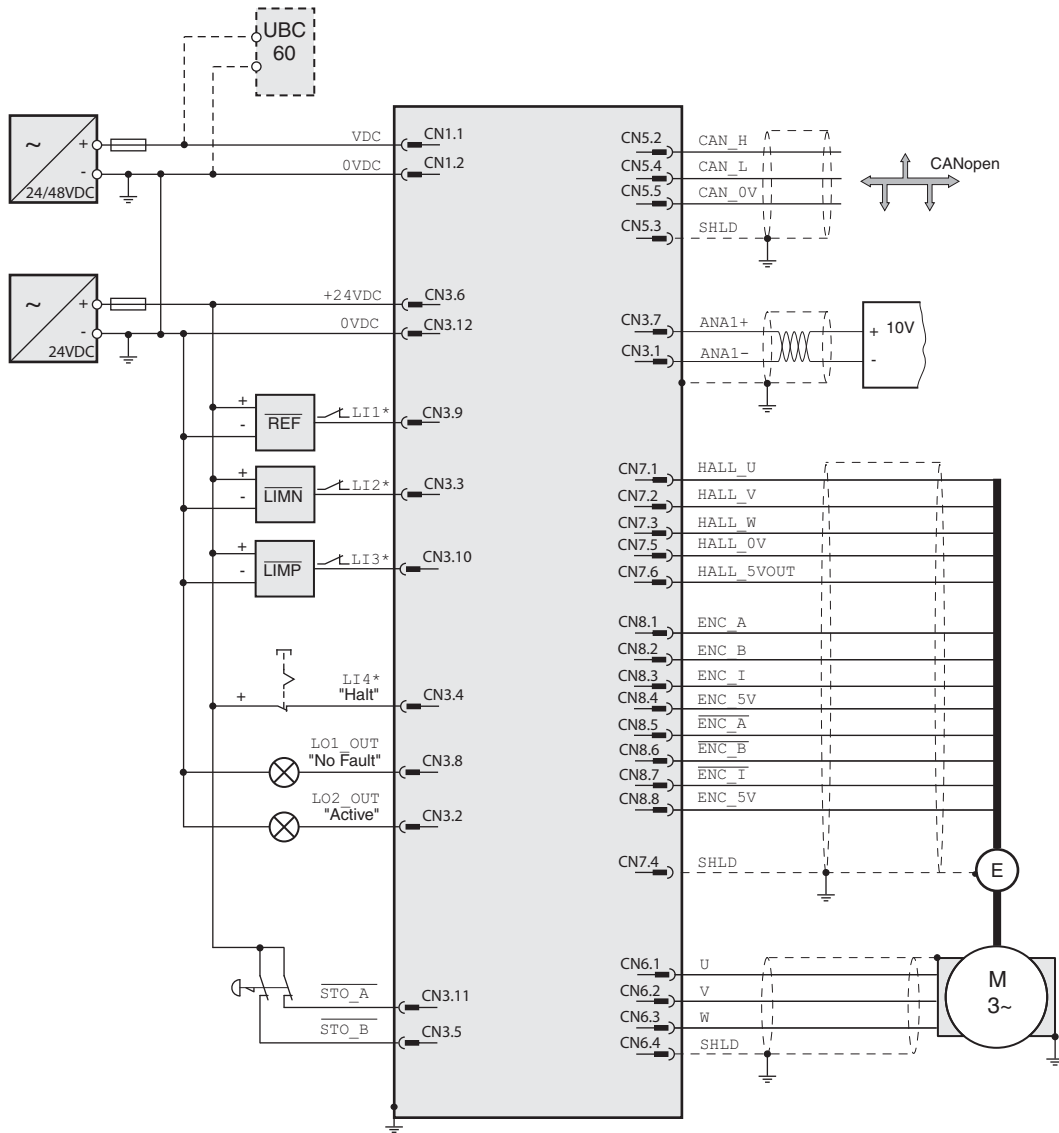 UBC
60
~
+
-
24/48VDC
VDC
CN1.1
0VDC
CN1.2
~
+
-
24VDC
+24VDC
CN3.6
0VDC
CN3.12
+
-
REF
LI1*
CN3.9
+
-
LIMN
LI2*
CN3.3
+
-
LIMP
LI3*
CN3.10
+
LI4*
"Halt"
CN3.4
LO1_OUT
"No Fault"
CN3.8
LO2_OUT
"Active"
CN3.2
STO_A
CN3.11
STO_B
CN3.5
CN5.2
CAN_H
CN5.4
CAN_L
CN5.5
CAN_0V
CN5.3
SHLD
CANopen
CN3.7
ANA1+
CN3.1
ANA1-
+ 10V
-
CN7.1
HALL_U
CN7.2
HALL_V
CN7.3
HALL_W
CN7.5
HALL_0V
CN7.6
HALL_5VOUT
CN8.1
ENC_A
CN8.2
ENC_B
CN8.3
ENC_I
CN8.4
ENC_5V
CN8.5
ENC_A
CN8.6
ENC_B
CN8.7
ENC_I
CN8.8
ENC_5V
CN7.4
SHLD
E
CN6.1
U
CN6.2
V
CN6.3
W
CN6.4
SHLD
M
3~